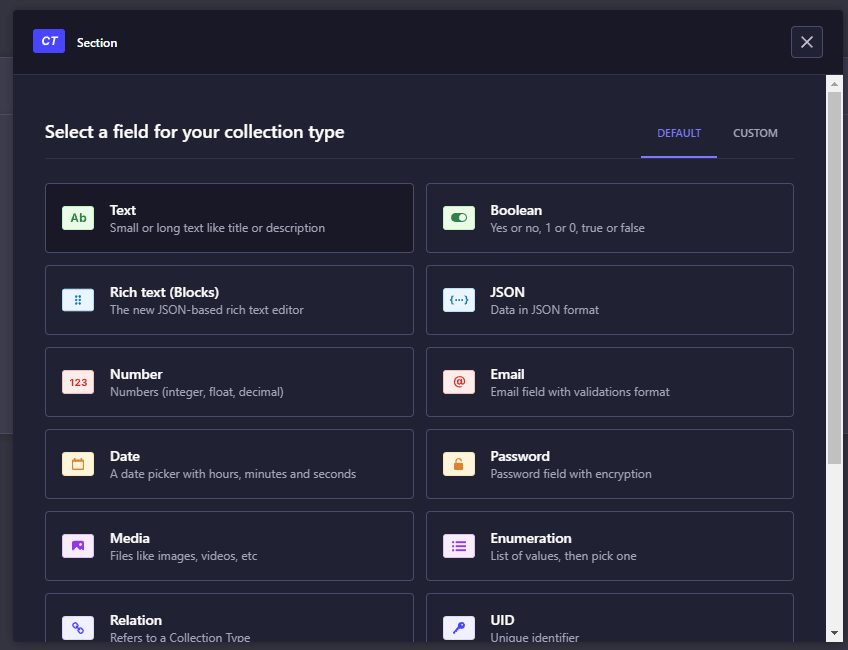 CT Section
Select a field for your collection type
DEFAULT
CUSTOM
Ab
Text
Small or long text like title or description
Boolean
Yes or no, 1 or 0, true or false
Rich text (Blocks)
The new JSON-based rich text editor
{···}
JSON
Data in JSON format
123
Number
Numbers (integer, float, decimal)
@
Email
Email field with validations format
Date
A date picker with hours, minutes and seconds
Password
Password field with encryption
Media
Files like images, videos, etc
Enumeration
List of values, then pick one
Relation
Refers to a Collection Type
UID
Unique identifier